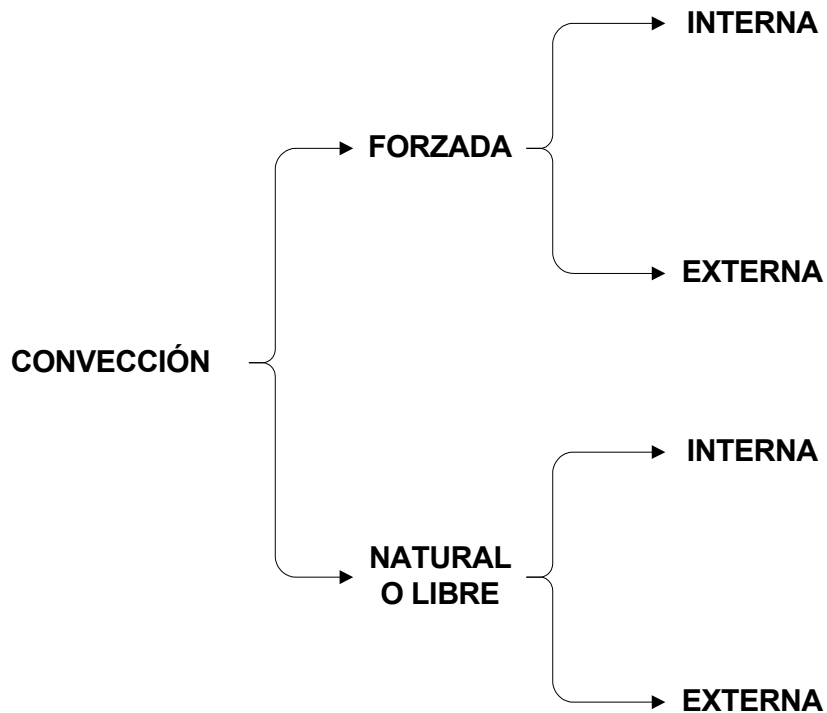 CONVECCIÓN
FORZADA
INTERNA
EXTERNA
NATURAL
O LIBRE
INTERNA
EXTERNA